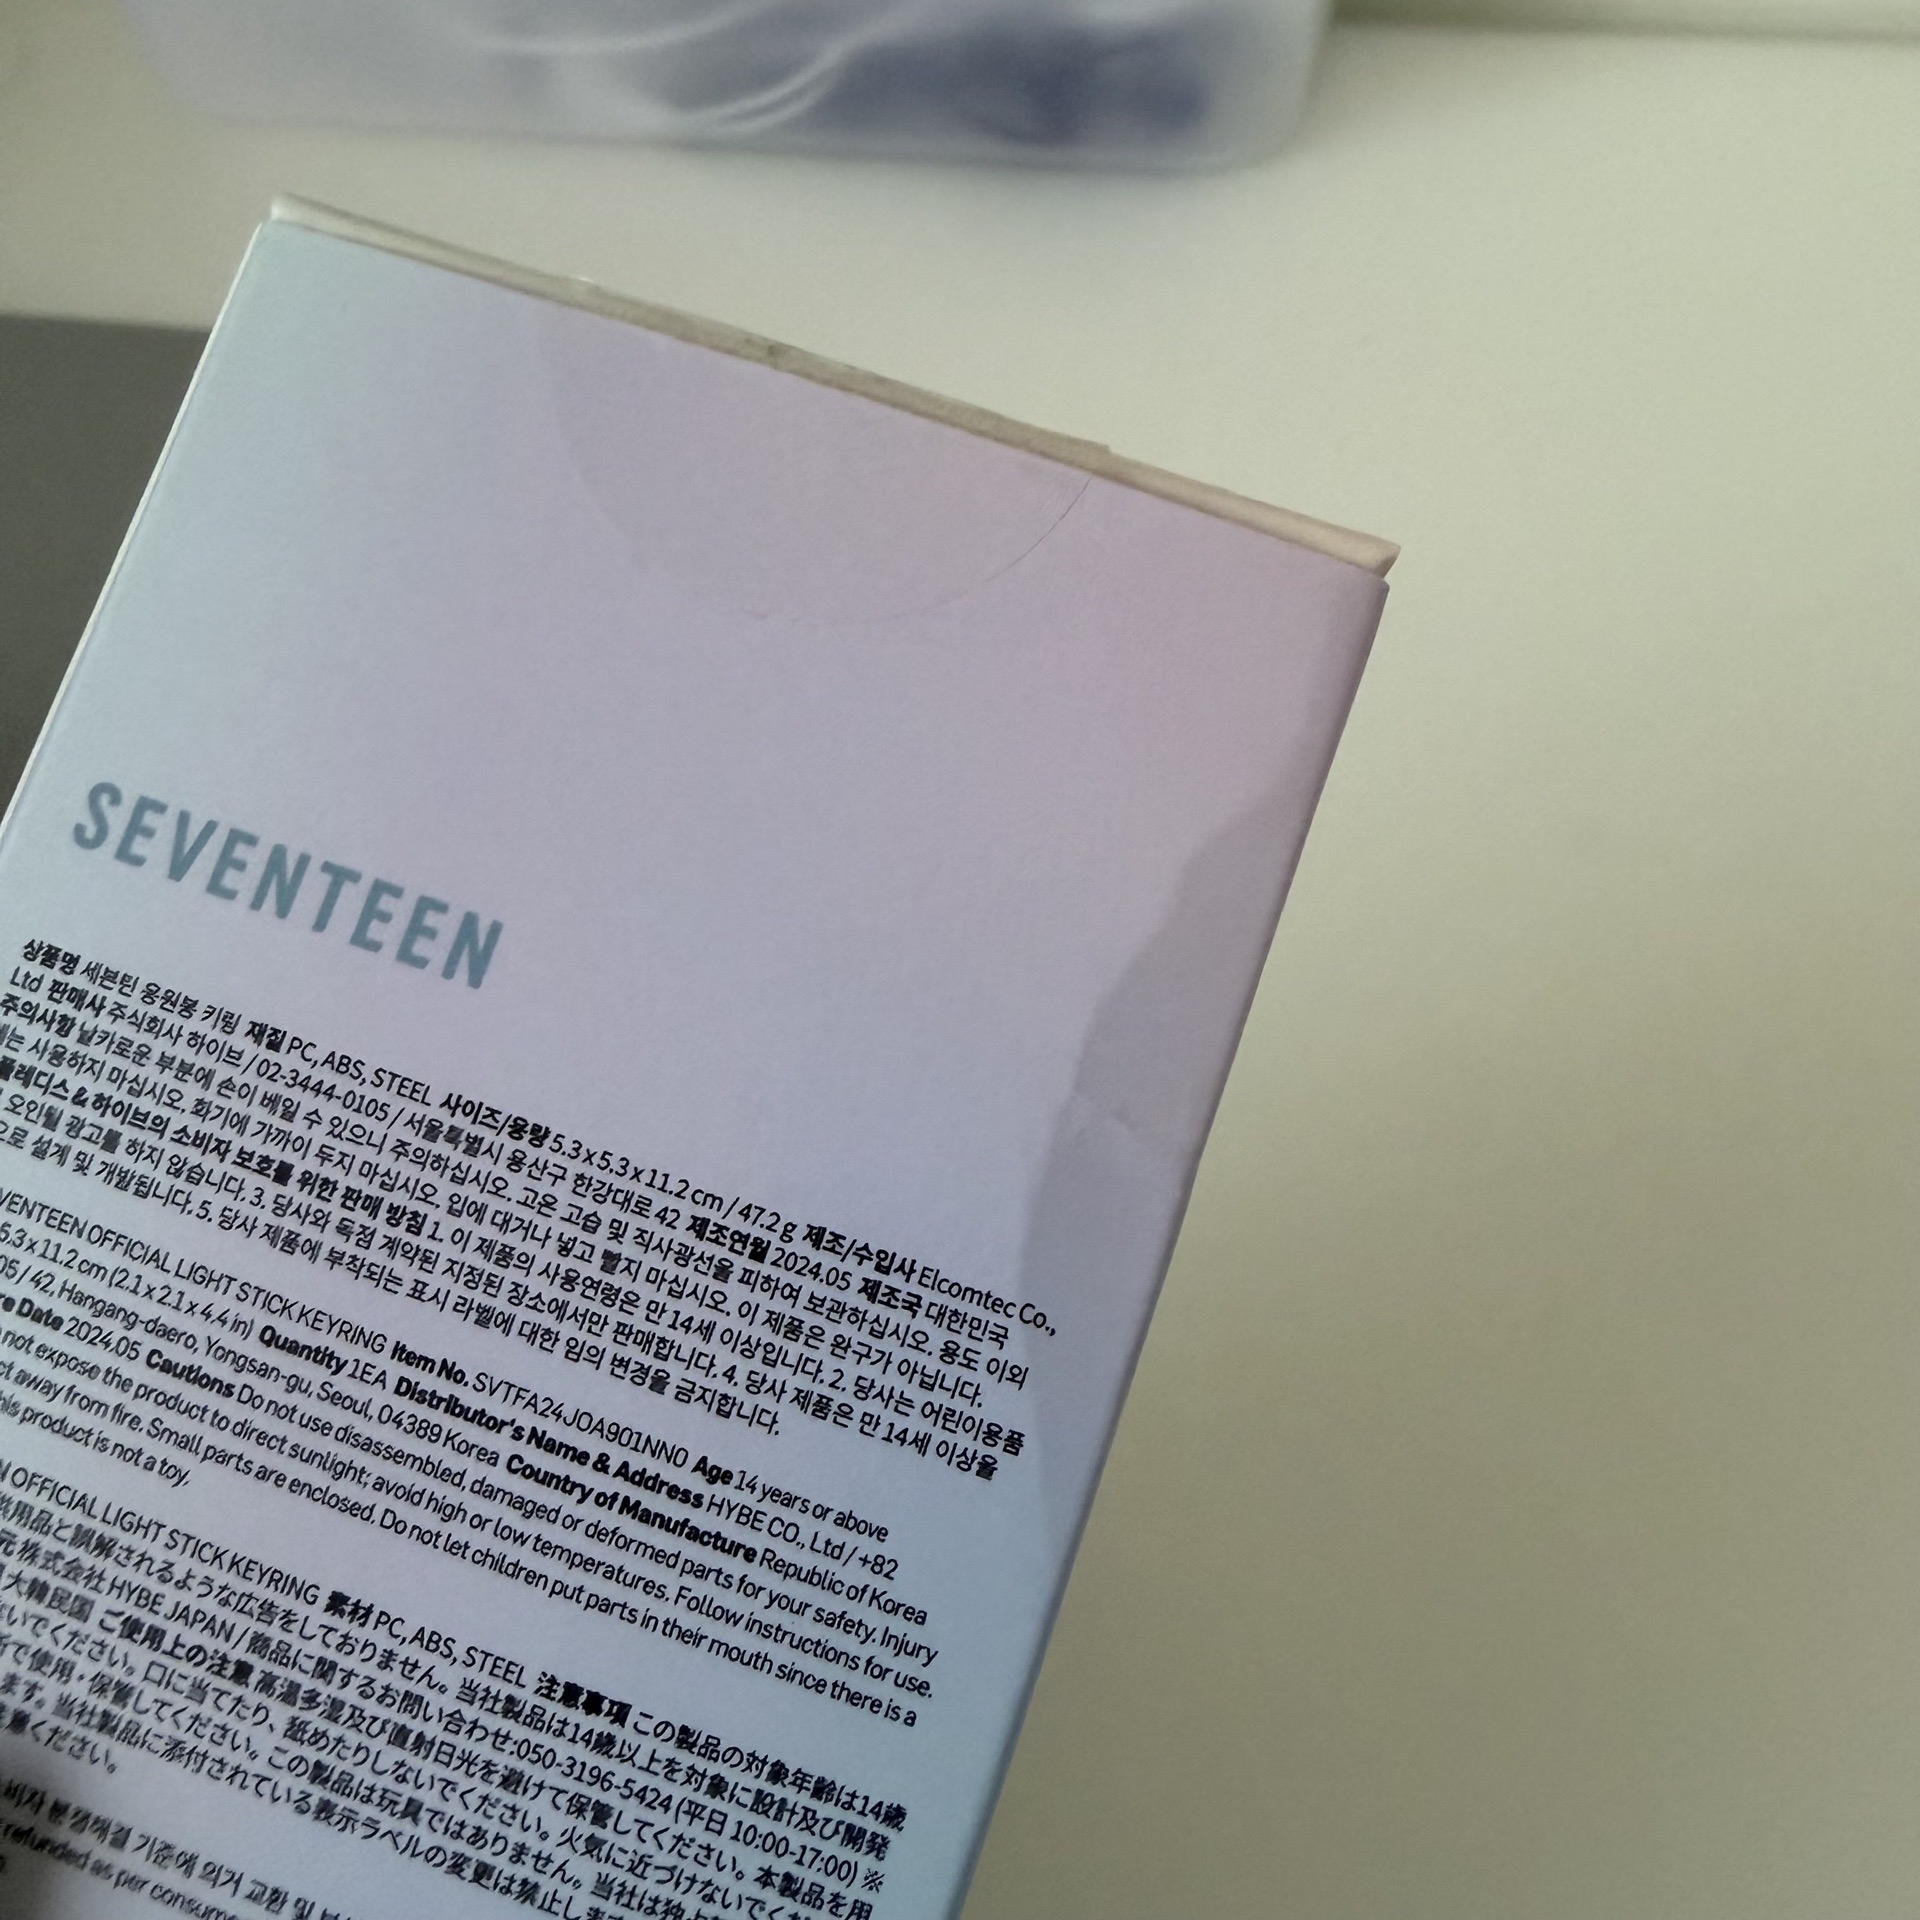 SEVENTEEN
상품명 세븐틴 응원봉 키링 재질 PC, ABS, STEEL 사이즈/용량 5.3 x 5.3 x 11.2 cm / 47.2 g 제조/수입사 Elcomtec Co.,
Ltd 판매사 주식회사 하이브 / 02-3444-0105 / 서울특별시 용산구 한강대로 42 제조연월 2024.05 제조국 대한민국
주의사항 날카로운 부분에 손이 베일 수 있으니 주의하십시오. 고온 고습 및 직사광선을 피하여 보관하십시오. 용도 이외
에는 사용하지 마십시오. 화기에 가까이 두지 마십시오. 입에 대거나 넣고 빨지 마십시오. 이 제품은 완구가 아닙니다.
플레디스 & 하이브의 소비자 보호를 위한 판매 방침 1. 이 제품의 사용연령은 만 14세 이상입니다. 2. 당사는 어린이용품
오인될 광고를 하지 않습니다. 3. 당사와 독점 계약된 지정된 장소에서만 판매합니다. 4. 당사 제품은 만 14세 이상을
으로 설계 및 개발됩니다. 5. 당사 제품에 부착되는 표시 라벨에 대한 임의 변경을 금지합니다.
VENTEEN OFFICIAL LIGHT STICK KEYRING Item No. SVTFA24JOA901NN0 Age 14 years or above
5.3 x 11.2 cm (2.1 x 2.1 x 4.4 in) Quantity 1EA Distributor's Name & Address HYBE CO., Ltd / +82
05 / 42, Hangang-daero, Yongsan-gu, Seoul, 04389 Korea Country of Manufacture Republic of Korea
re Date 2024.05 Cautions Do not use disassembled, damaged or deformed parts for your safety. Injury
not expose the product to direct sunlight; avoid high or low temperatures. Follow instructions for use.
ct away from fire. Small parts are enclosed. Do not let children put parts in their mouth since there is a
his product is not a toy.
N OFFICIAL LIGHT STICK KEYRING 素材 PC, ABS, STEEL 注意事項 この製品の対象年齢は14歳
用品と誤解されるような広告をしておりません。当社製品は14歳以上を対象に設計及び開発
元 株式会社 HYBE JAPAN / 商品に関するお問い合わせ:050-3196-5424 (平日 10:00-17:00) ※
大韓民国 ご使用上の注意 高温多湿及び直射日光を避けて保管してください。本製品を用
いでください。口に当てたり、舐めたりしないでください。火気に近づけないでくだ
で使用・保管してください。この製品は玩具ではありません。当社は独占
ます。当社製品に添付されている表示ラベルの変更は禁止しま
ください。
비자 분쟁해결 기준에 의거 교환 및
refunded as per consum